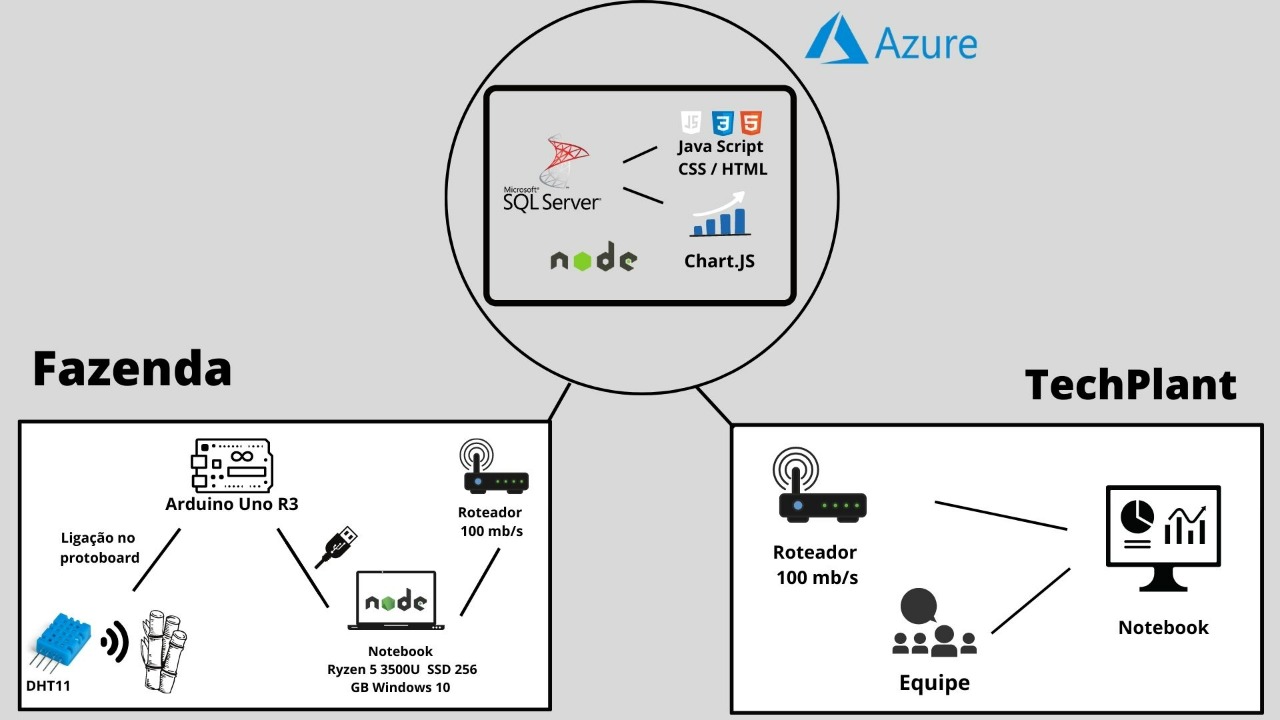 Azure
JS 3 5
Java Script
CSS / HTML
Microsoft®
SQL Server®
node
Chart.JS
Fazenda
Arduino Uno R3
Ligação no
protoboard
DHT11
node
Notebook
Ryzen 5 3500U SSD 256
GB Windows 10
Roteador
100 mb/s
TechPlant
Roteador
100 mb/s
Equipe
Notebook